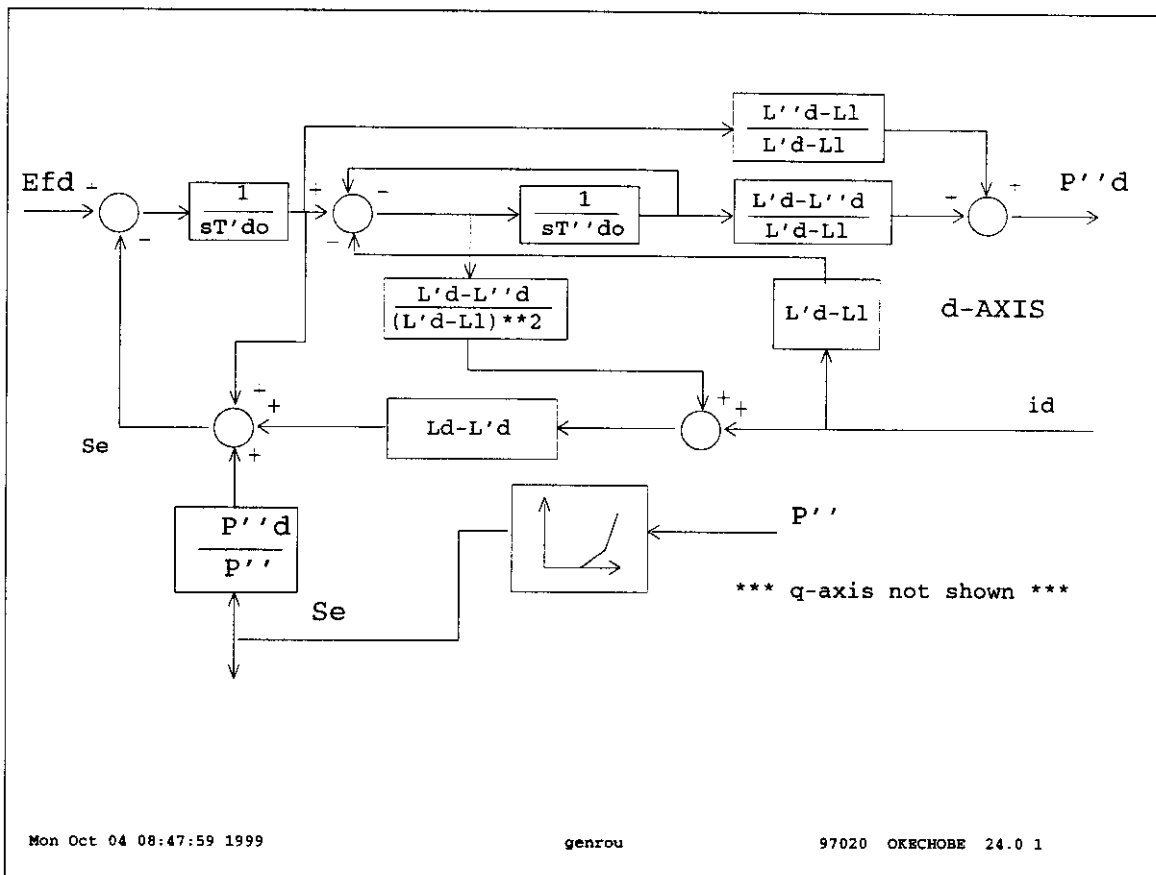 L''d-Ll
L'd-Ll
Efd
+
-
1
sT'do
+
-
-
1
sT''do
L'd-L''d
L'd-Ll
+
+
P''d
L'd-L''d
(L'd-Ll)**2
L'd-Ll
d-AXIS
+
+
+
Ld-L'd
+
+
id
Se
P''d
P''
Se
P''
*** q-axis not shown ***
Mon Oct 04 08:47:59 1999
genrou
97020 OKECHOBE 24.0 1